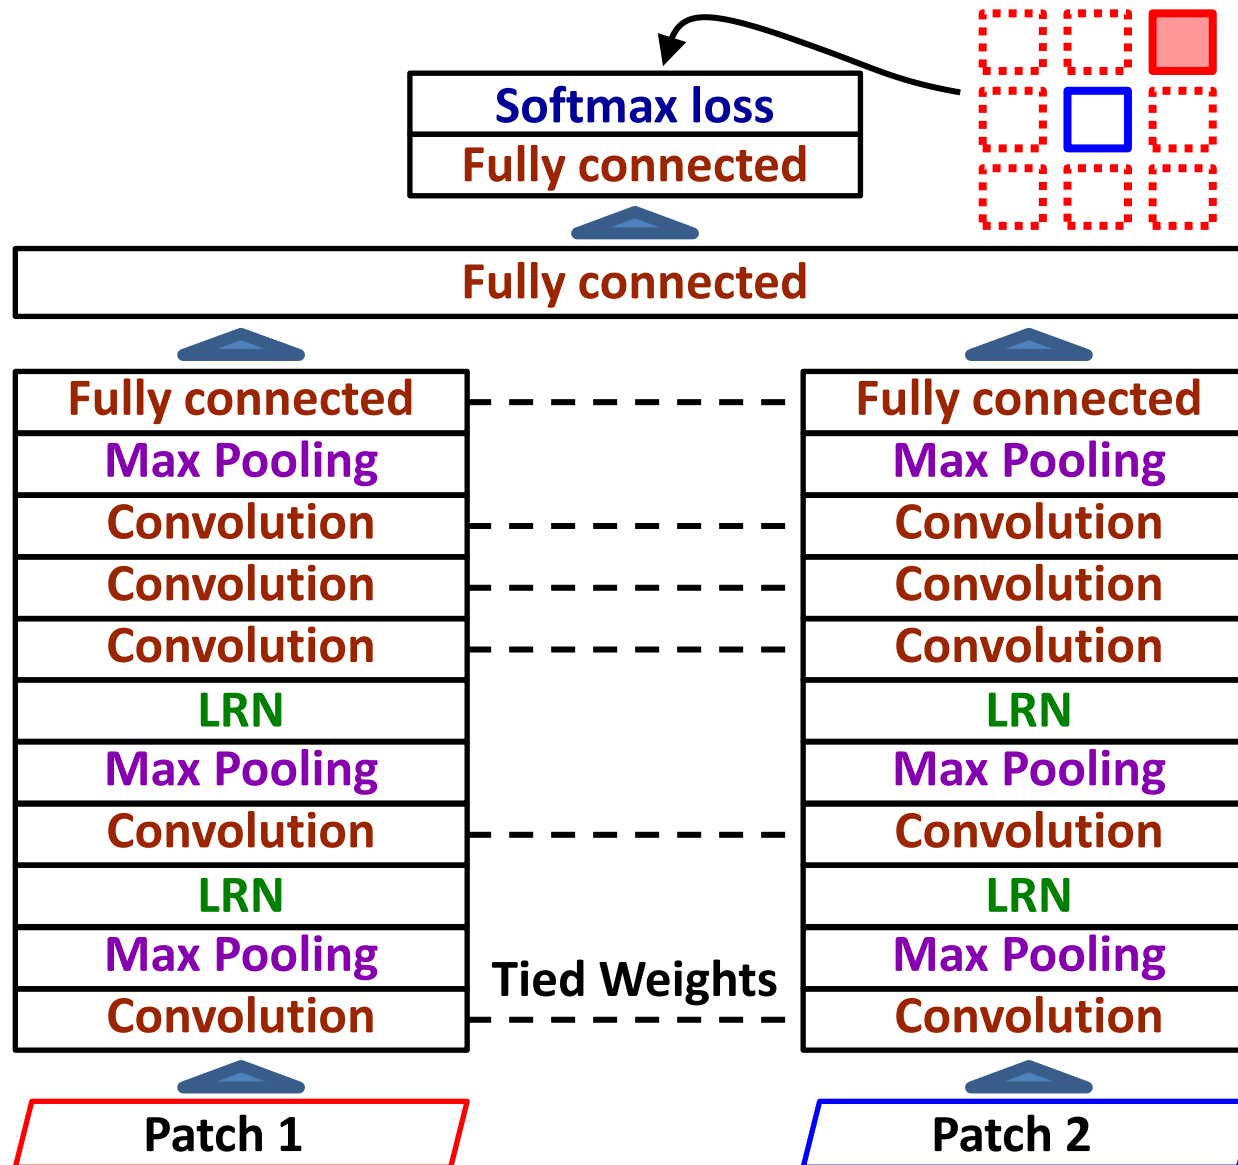 Softmax loss
Fully connected
Fully connected
Fully connected Fully connected
Max Pooling Max Pooling
Convolution Convolution
Convolution Convolution
Convolution Convolution
LRN LRN
Max Pooling Max Pooling
Convolution Convolution
LRN LRN
Max Pooling Max Pooling
Tied Weights
Convolution Convolution
Patch 1 Patch 2